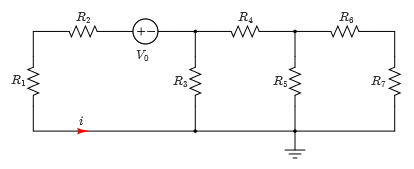 R₂ + − R₄ R₆
V₀
R₁ R₃ R₅ R₇
i